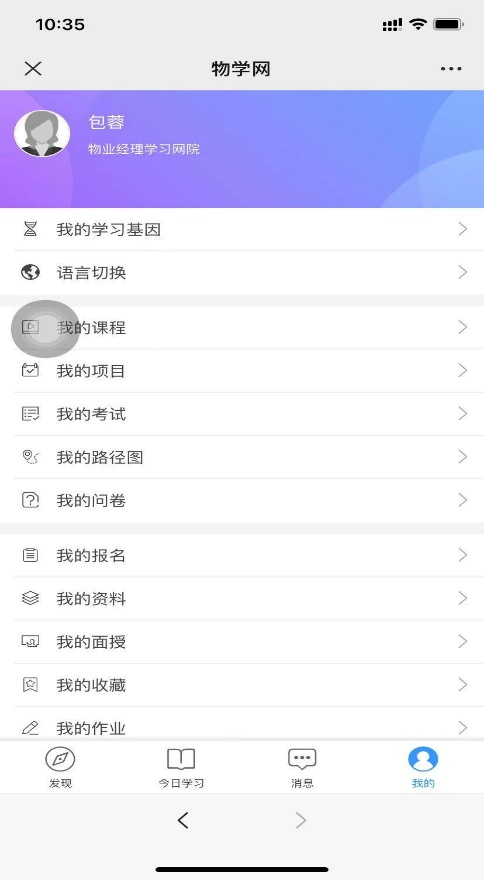 10:35
物学网
包蓉
物业经理学习网院
我的学习基因
语言切换
我的课程
我的项目
我的考试
我的路径图
我的问卷
我的报名
我的资料
我的面授
我的收藏
我的作业
发现
今日学习
消息
我的